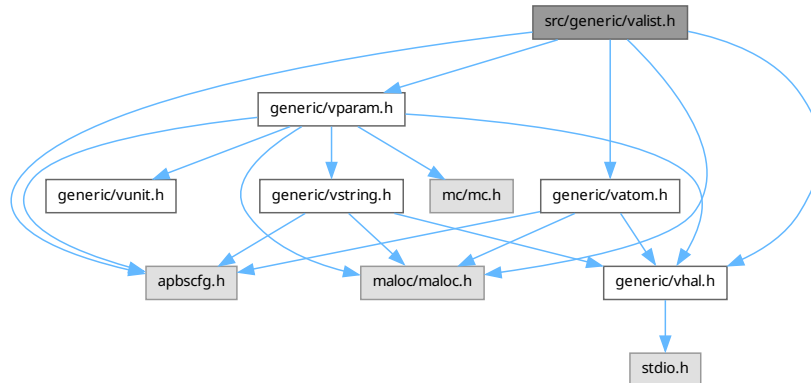 src/generic/valist.h
generic/vparam.h
generic/vunit.h
generic/vstring.h
mc/mc.h
generic/vatom.h
apbscfg.h
maloc/maloc.h
generic/vhal.h
stdio.h